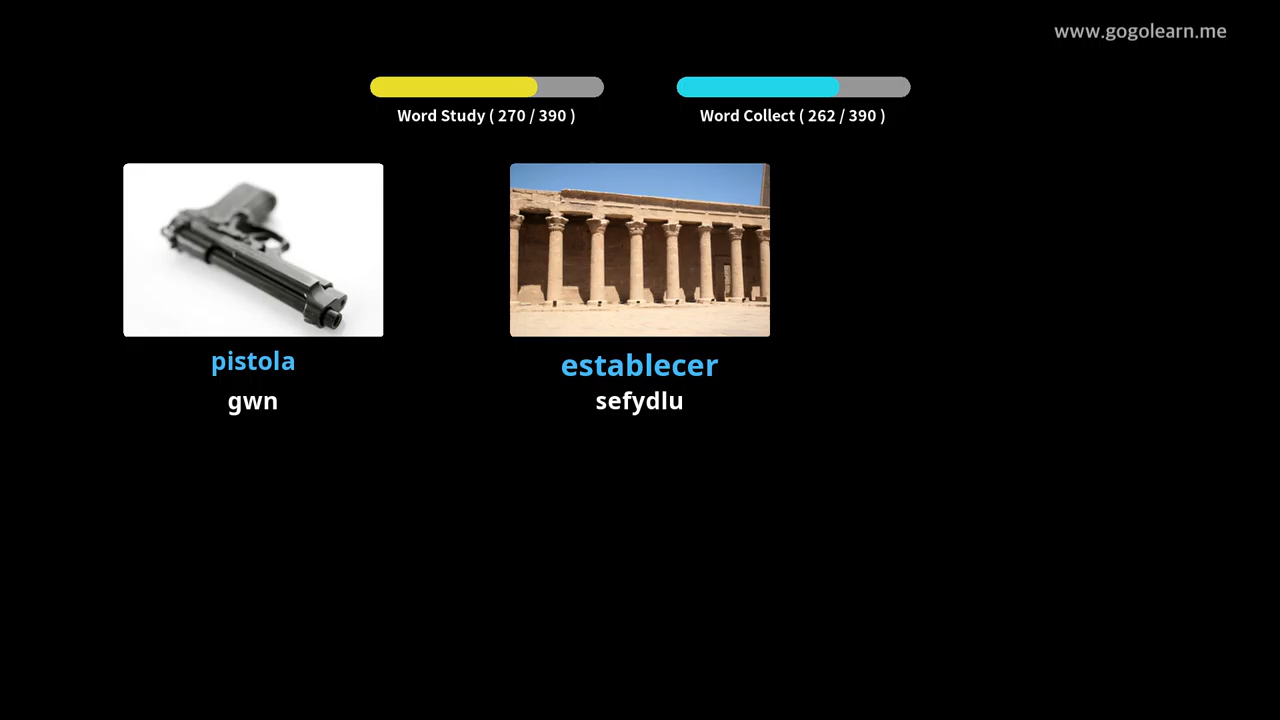 www.gogolearn.me
Word Study ( 270 / 390 )
Word Collect ( 262 / 390 )
pistola
gwn
establecer
sefydlu